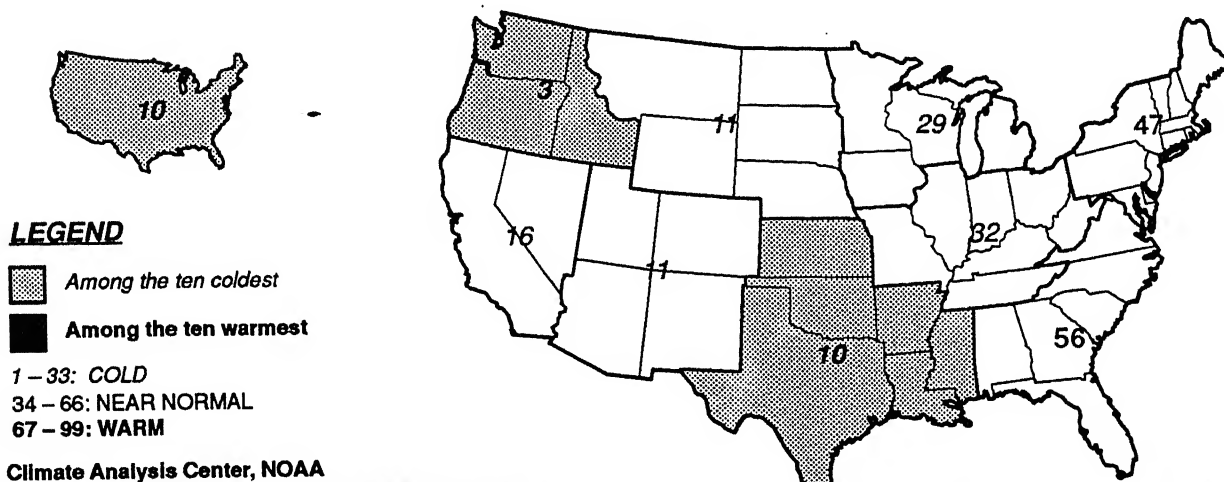 10
LEGEND
Among the ten coldest
Among the ten warmest
1 – 33: COLD
34 – 66: NEAR NORMAL
67 – 99: WARM
Climate Analysis Center, NOAA
3
11
29
47
16
11
32
10
56